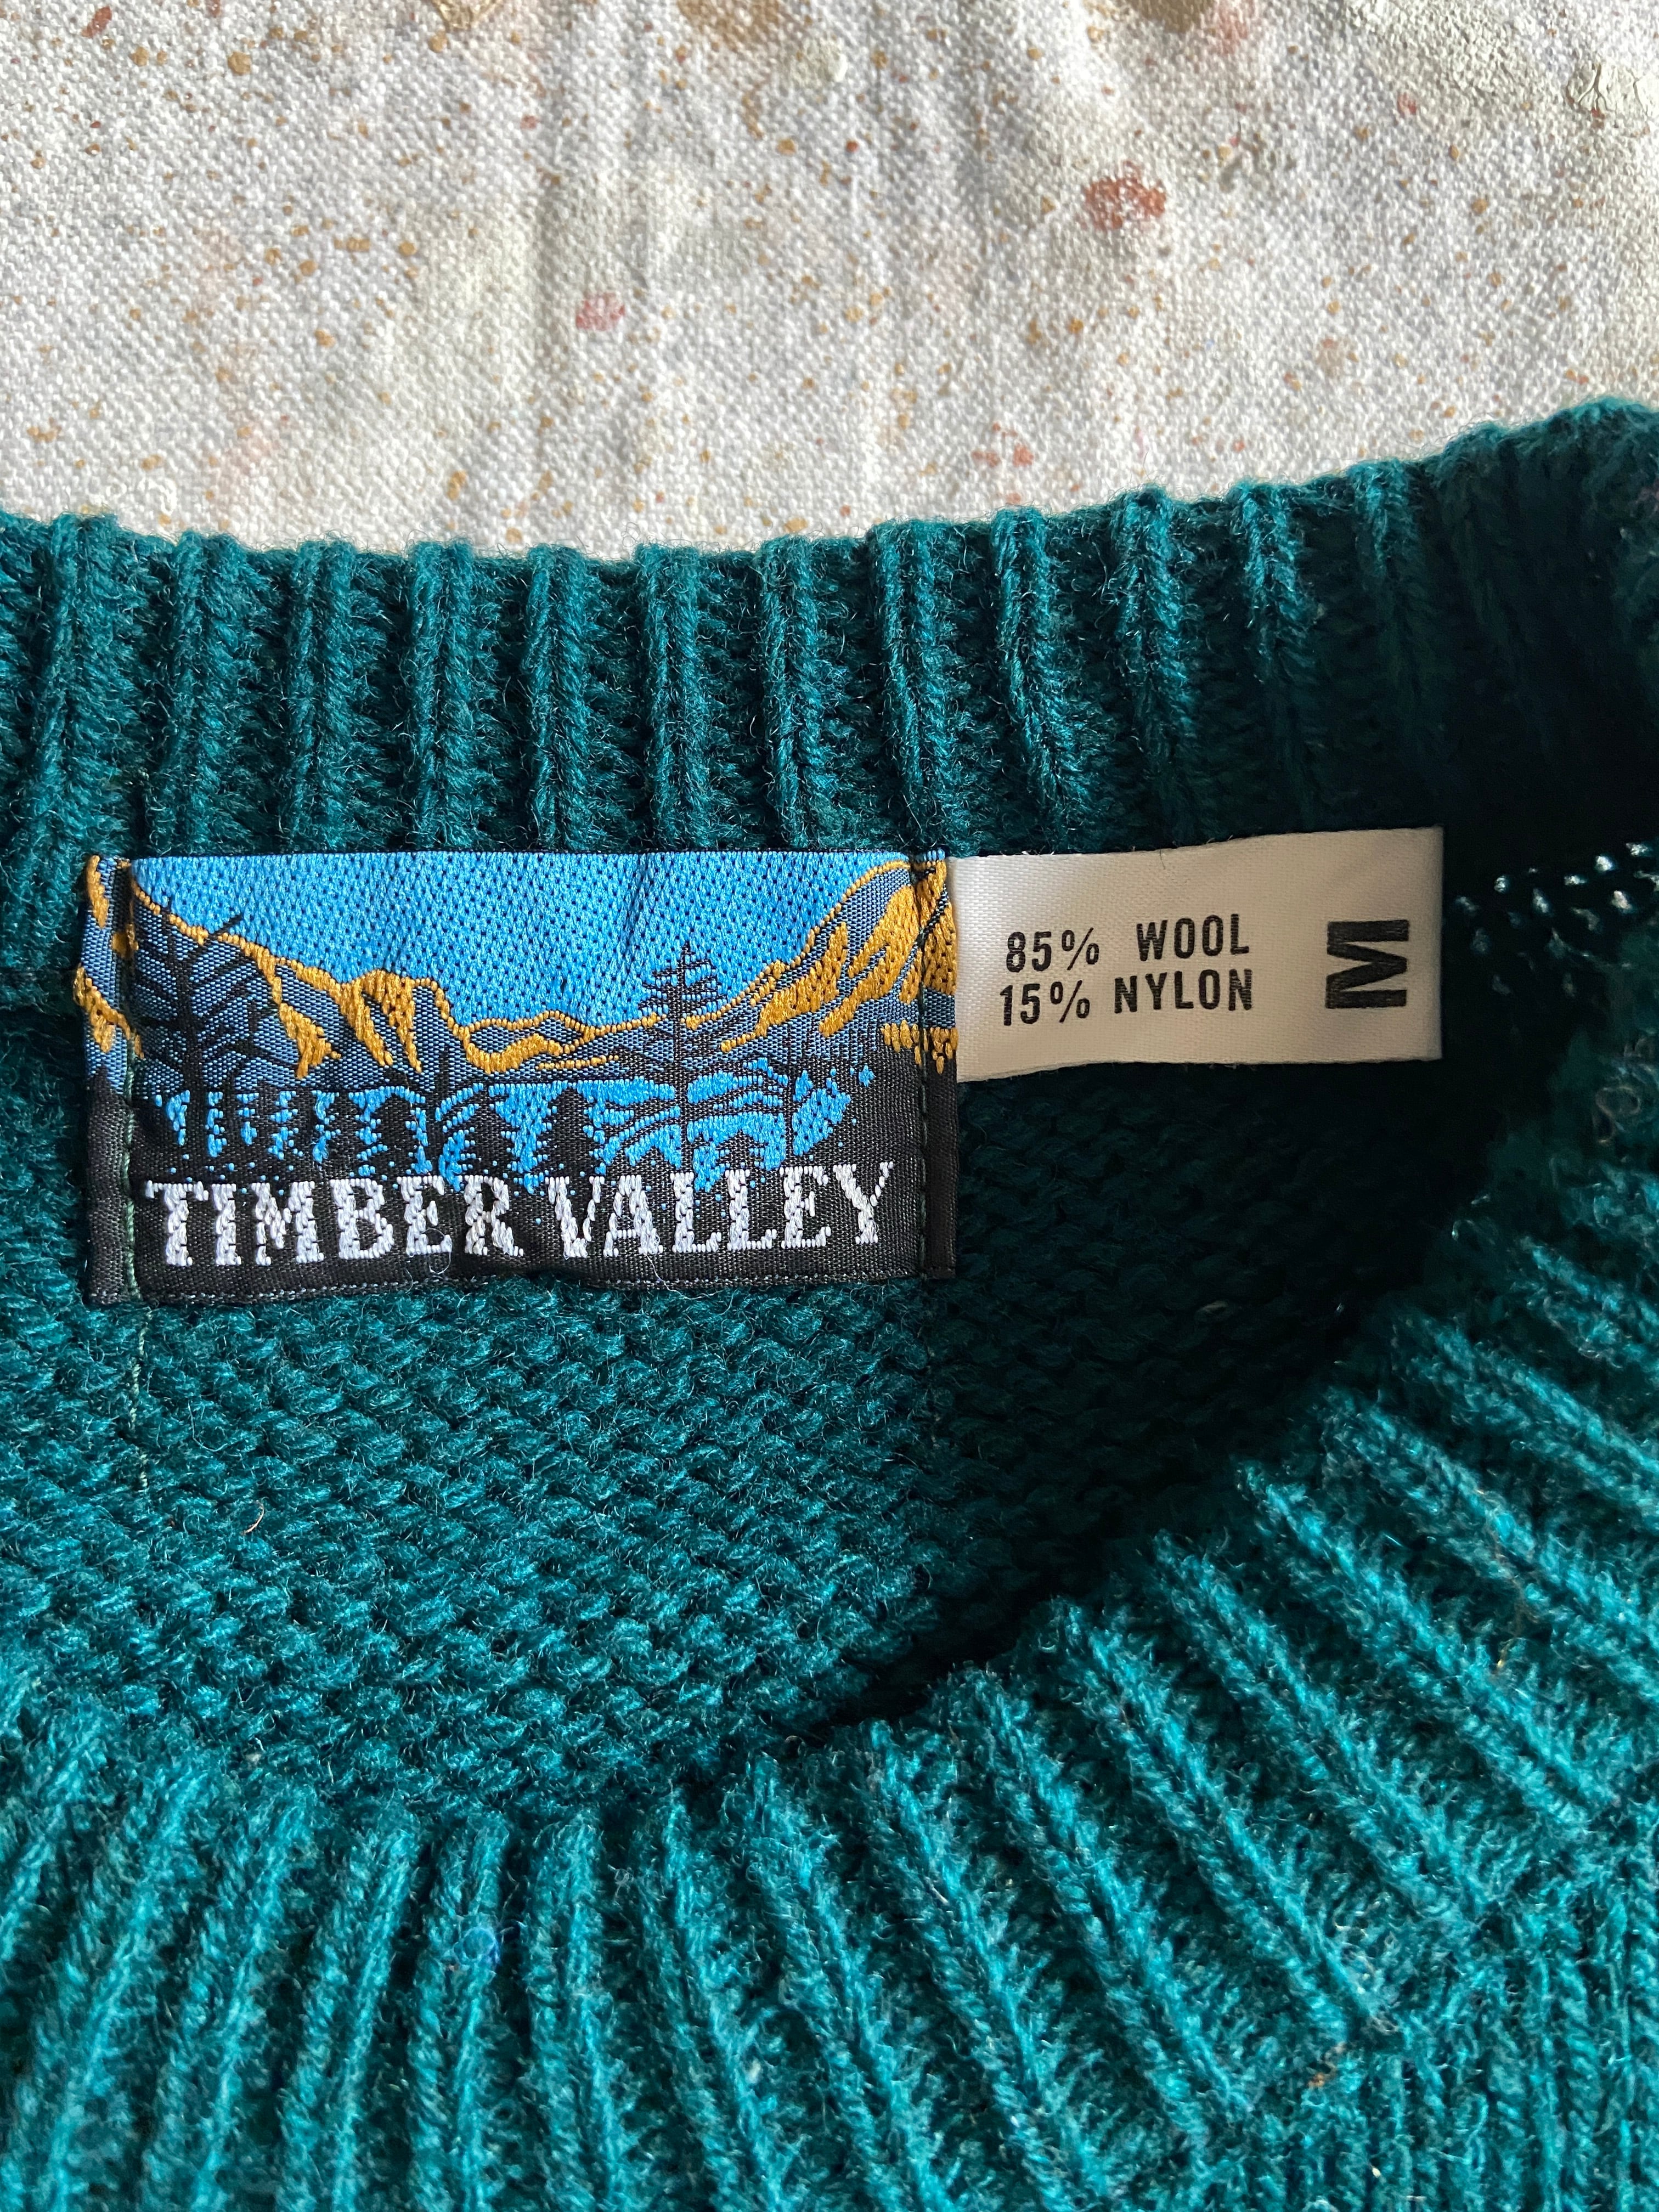 TIMBER VALLEY
85% WOOL
15% NYLON
M